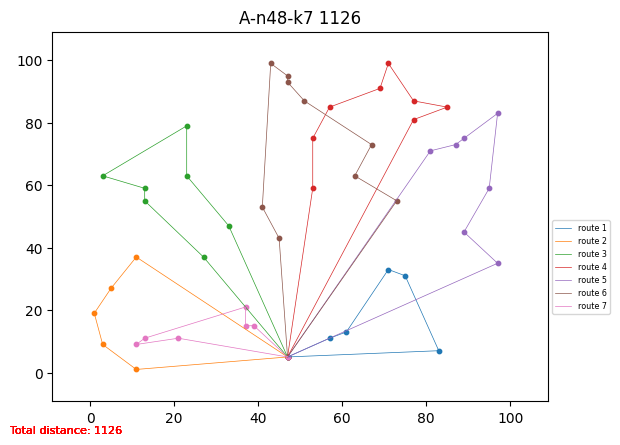 A-n48-k7 1126
100
80
60
40
20
0
0 20 40 60 80 100
route 1
route 2
route 3
route 4
route 5
route 6
route 7
Total distance: 1126